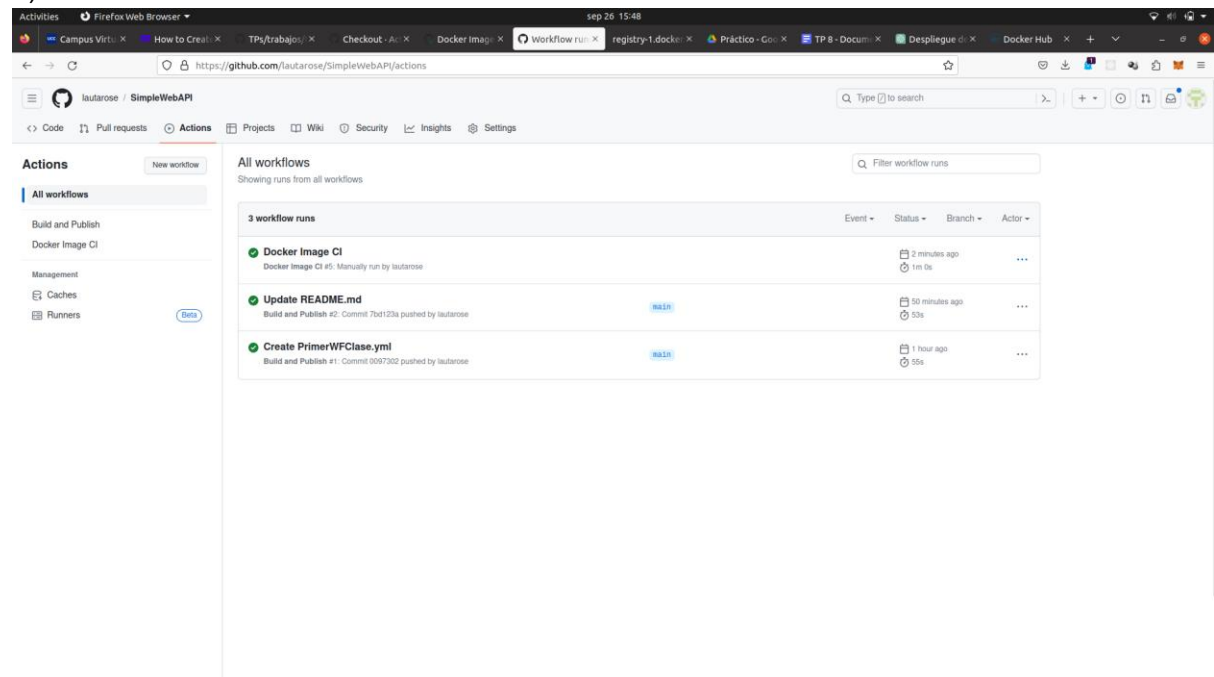 Activities Firefox Web Browser sep 26 15:48
Campus Virtu How to Creat TPs/trabajos/ Checkout - Ac Docker Imag Workflow run registry-1.docker Práctico - Goo TP 8 - Docum Despliegue d Docker Hub
https://github.com/lautarose/SimpleWebAPI/actions
lautarose / SimpleWebAPI
Type / to search
Code Pull requests Actions Projects Wiki Security Insights Settings
Actions
New workflow
All workflows
Build and Publish
Docker Image CI
Management
Caches
Runners Beta
All workflows
Showing runs from all workflows
Filter workflow runs
3 workflow runs Event Status Branch Actor
Docker Image CI 2 minutes ago
Docker Image CI #5: Manually run by lautarose 1m 0s
Update README.md main 50 minutes ago
Build and Publish #2: Commit 7bd123a pushed by lautarose 53s
Create PrimerWFClase.yml main 1 hour ago
Build and Publish #1: Commit 0097302 pushed by lautarose 55s